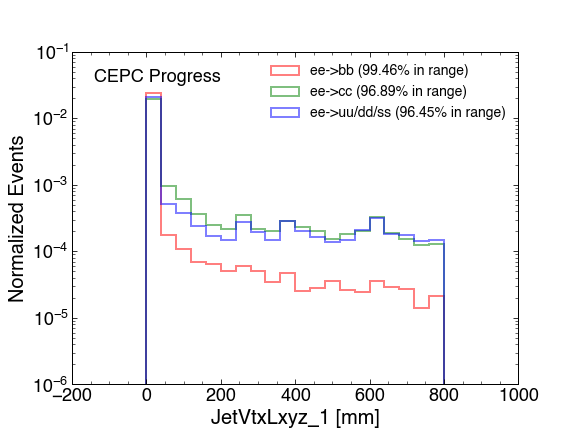 CEPC Progress
ee->bb (99.46% in range)
ee->cc (96.89% in range)
ee->uu/dd/ss (96.45% in range)
Normalized Events
10⁻¹
10⁻²
10⁻³
10⁻⁴
10⁻⁵
10⁻⁶
−200 0 200 400 600 800 1000
JetVtxLxyz_1 [mm]